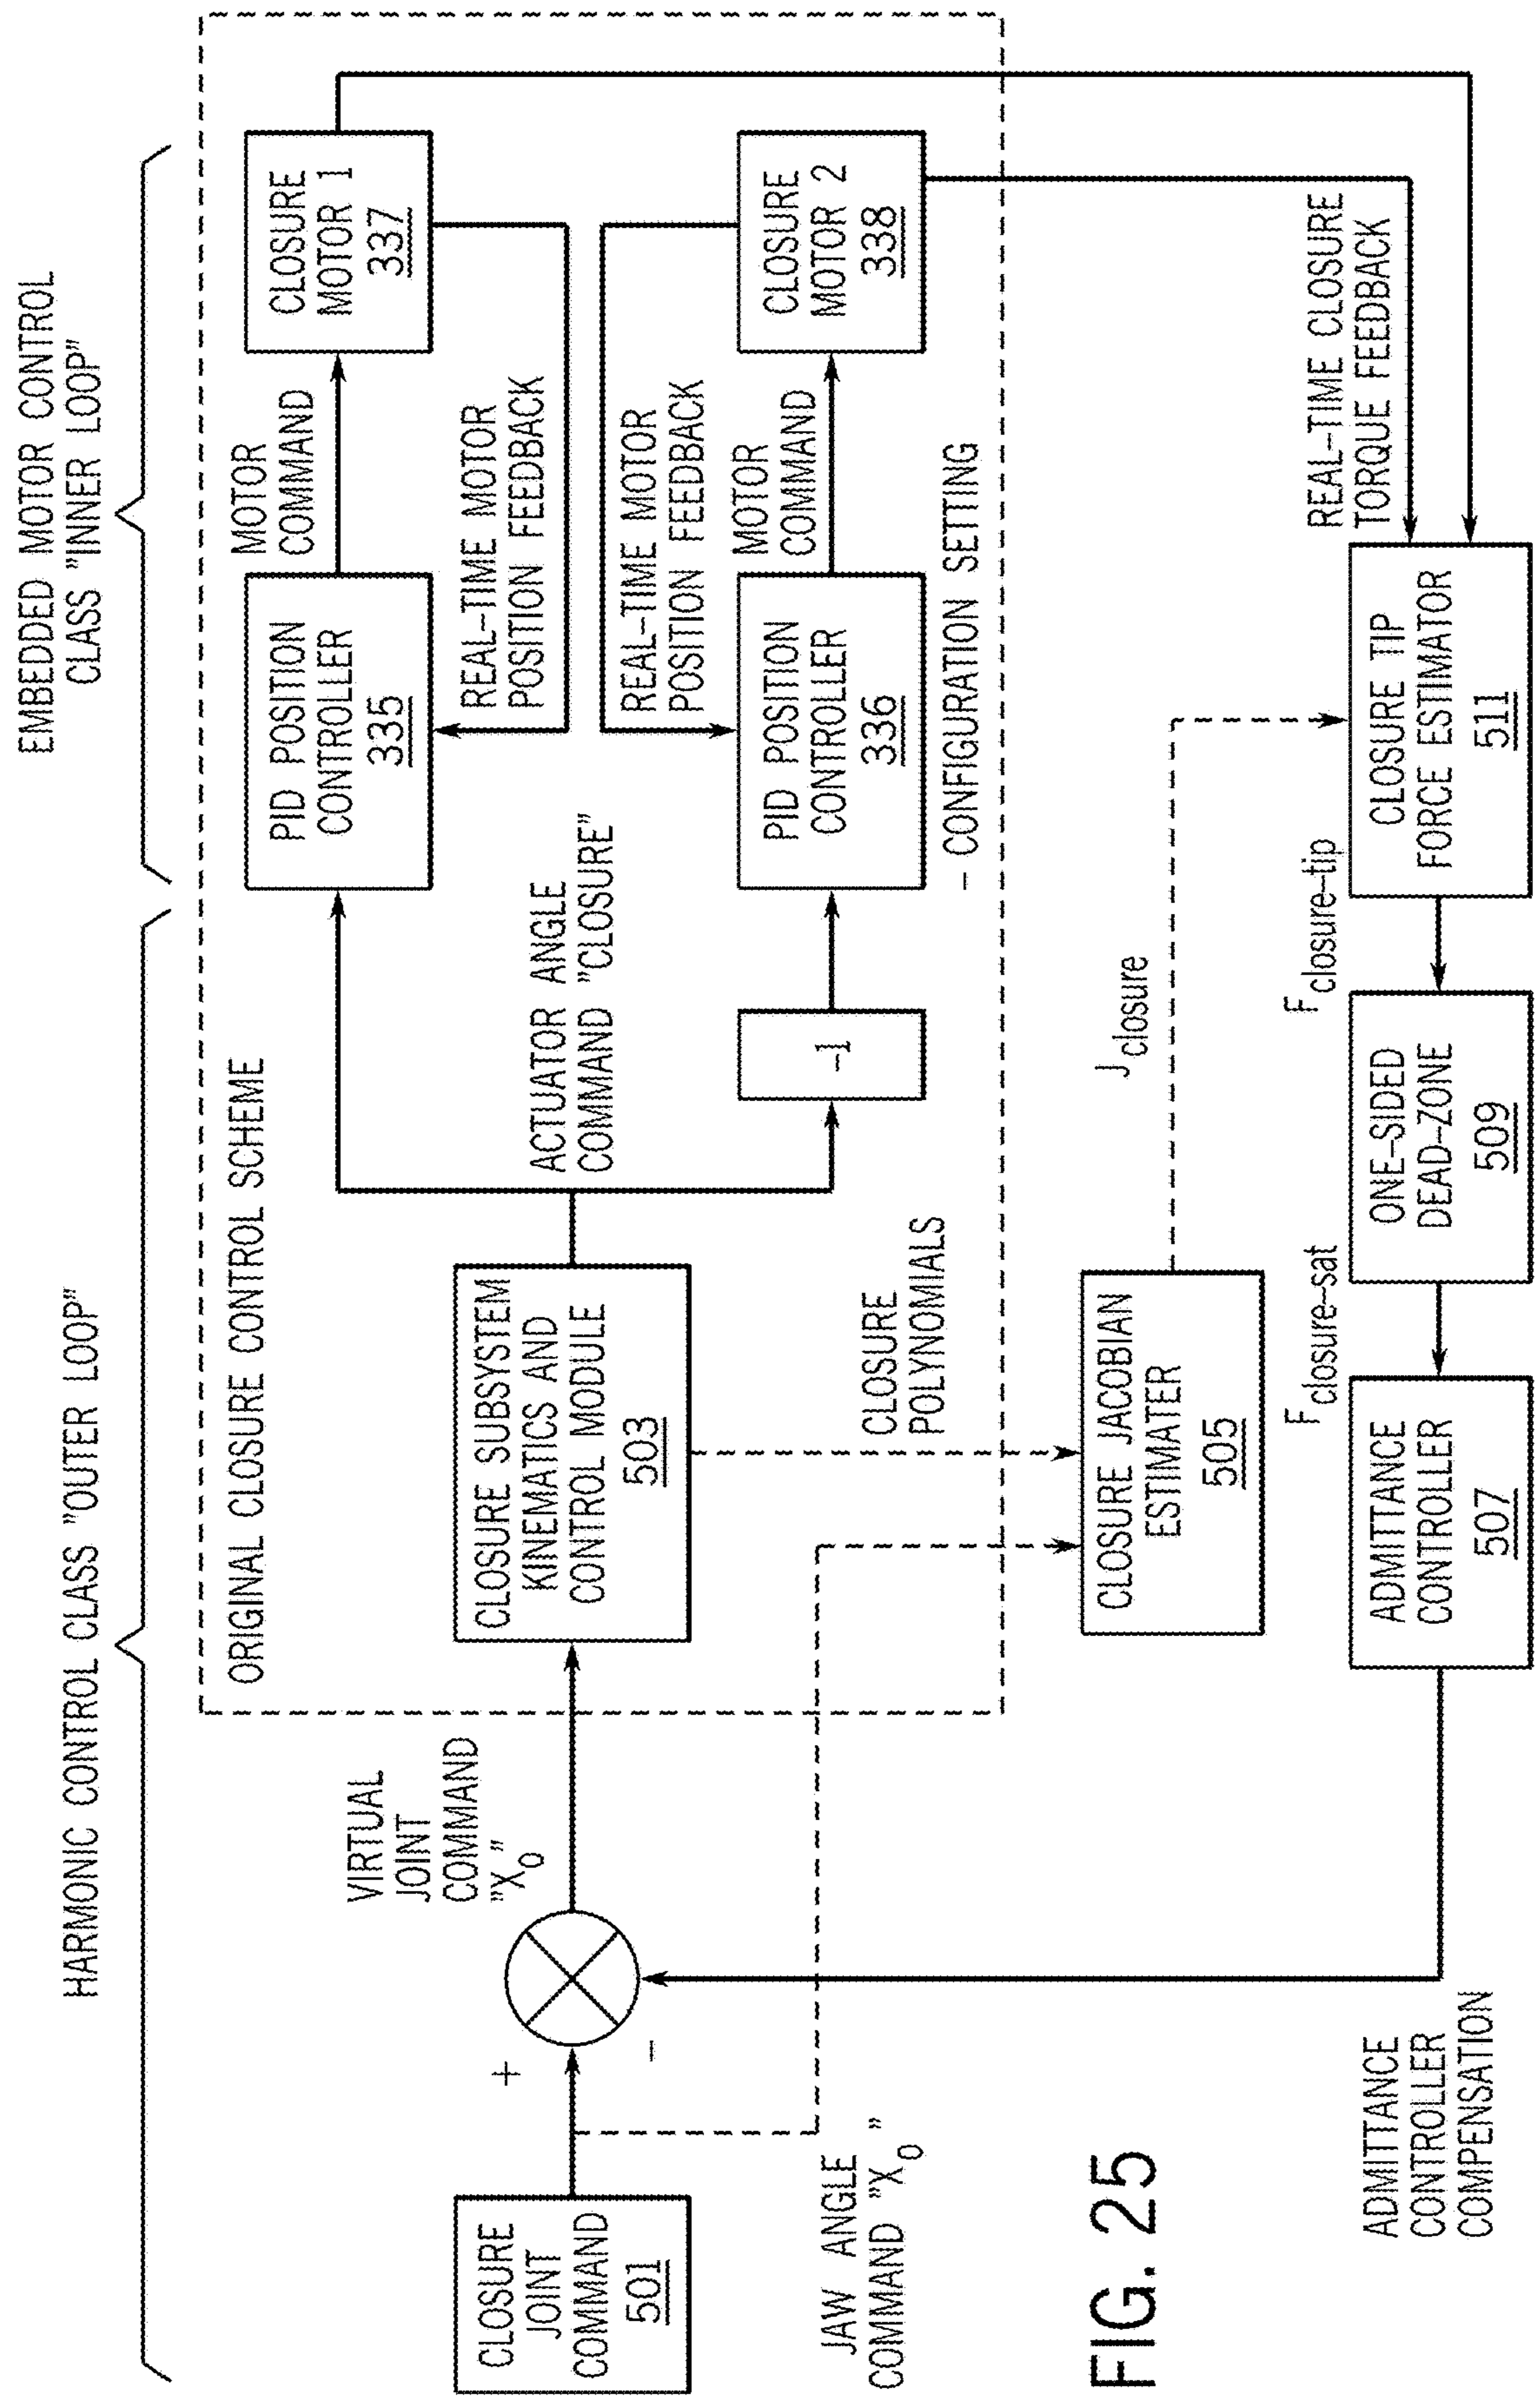 HARMONIC CONTROL CLASS "OUTER LOOP"
EMBEDDED MOTOR CONTROL
CLASS "INNER LOOP"
ORIGINAL CLOSURE CONTROL SCHEME
CLOSURE
JOINT
COMMAND
501
+
-
JAW ANGLE
COMMAND "X0"
VIRTUAL
JOINT
COMMAND
"X0"
CLOSURE SUBSYSTEM
KINEMATICS AND
CONTROL MODULE
503
ACTUATOR ANGLE
COMMAND "CLOSURE"
-1
PID POSITION
CONTROLLER
335
MOTOR
COMMAND
CLOSURE
MOTOR 1
337
REAL-TIME MOTOR
POSITION FEEDBACK
REAL-TIME MOTOR
POSITION FEEDBACK
PID POSITION
CONTROLLER
336
MOTOR
COMMAND
CLOSURE
MOTOR 2
338
- CONFIGURATION SETTING
CLOSURE
POLYNOMIALS
CLOSURE JACOBIAN
ESTIMATER
505
Jclosure
REAL-TIME CLOSURE
TORQUE FEEDBACK
ADMITTANCE
CONTROLLER
COMPENSATION
ADMITTANCE
CONTROLLER
507
Fclosure-sat
ONE-SIDED
DEAD-ZONE
509
Fclosure-tip
CLOSURE TIP
FORCE ESTIMATOR
511
FIG. 25